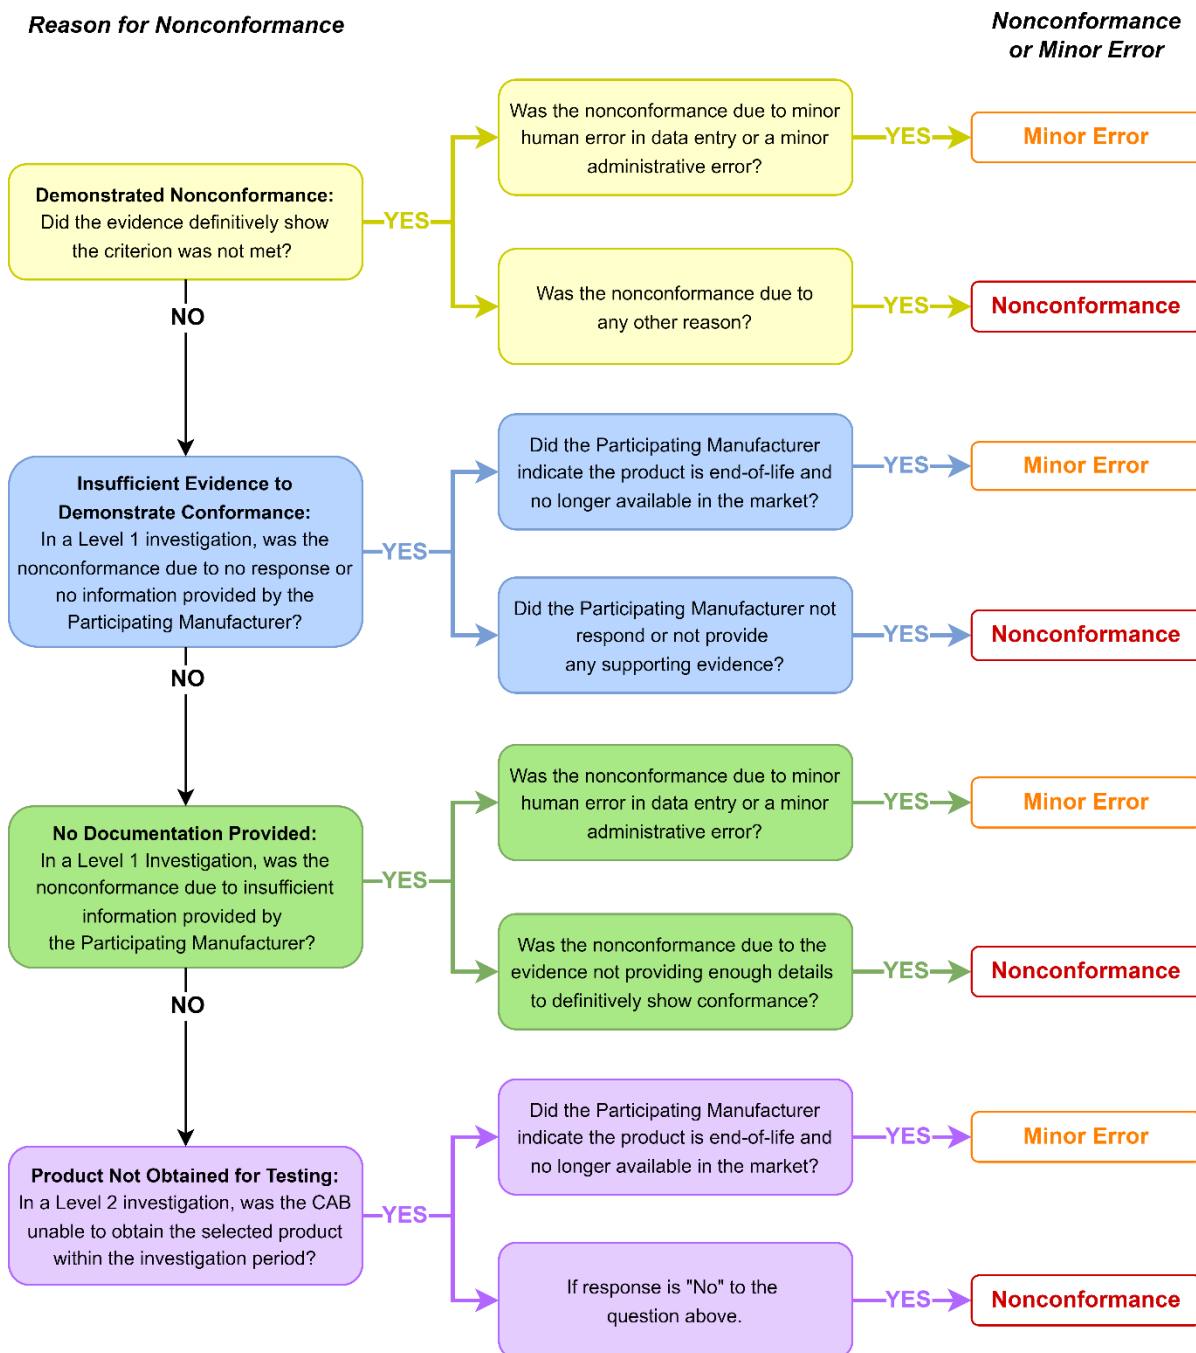 Reason for Nonconformance
Nonconformance
or Minor Error
Demonstrated Nonconformance:
Did the evidence definitively show
the criterion was not met?
YES
Was the nonconformance due to minor
human error in data entry or a minor
administrative error?
YES
Minor Error
Was the nonconformance due to
any other reason?
YES
Nonconformance
NO
Insufficient Evidence to
Demonstrate Conformance:
In a Level 1 investigation, was the
nonconformance due to no response or
no information provided by the
Participating Manufacturer?
YES
Did the Participating Manufacturer
indicate the product is end-of-life and
no longer available in the market?
YES
Minor Error
Did the Participating Manufacturer not
respond or not provide
any supporting evidence?
YES
Nonconformance
NO
No Documentation Provided:
In a Level 1 Investigation, was the
nonconformance due to insufficient
information provided by
the Participating Manufacturer?
YES
Was the nonconformance due to minor
human error in data entry or a minor
administrative error?
YES
Minor Error
Was the nonconformance due to the
evidence not providing enough details
to definitively show conformance?
YES
Nonconformance
NO
Product Not Obtained for Testing:
In a Level 2 investigation, was the CAB
unable to obtain the selected product
within the investigation period?
YES
Did the Participating Manufacturer
indicate the product is end-of-life and
no longer available in the market?
YES
Minor Error
If response is "No" to the
question above.
YES
Nonconformance